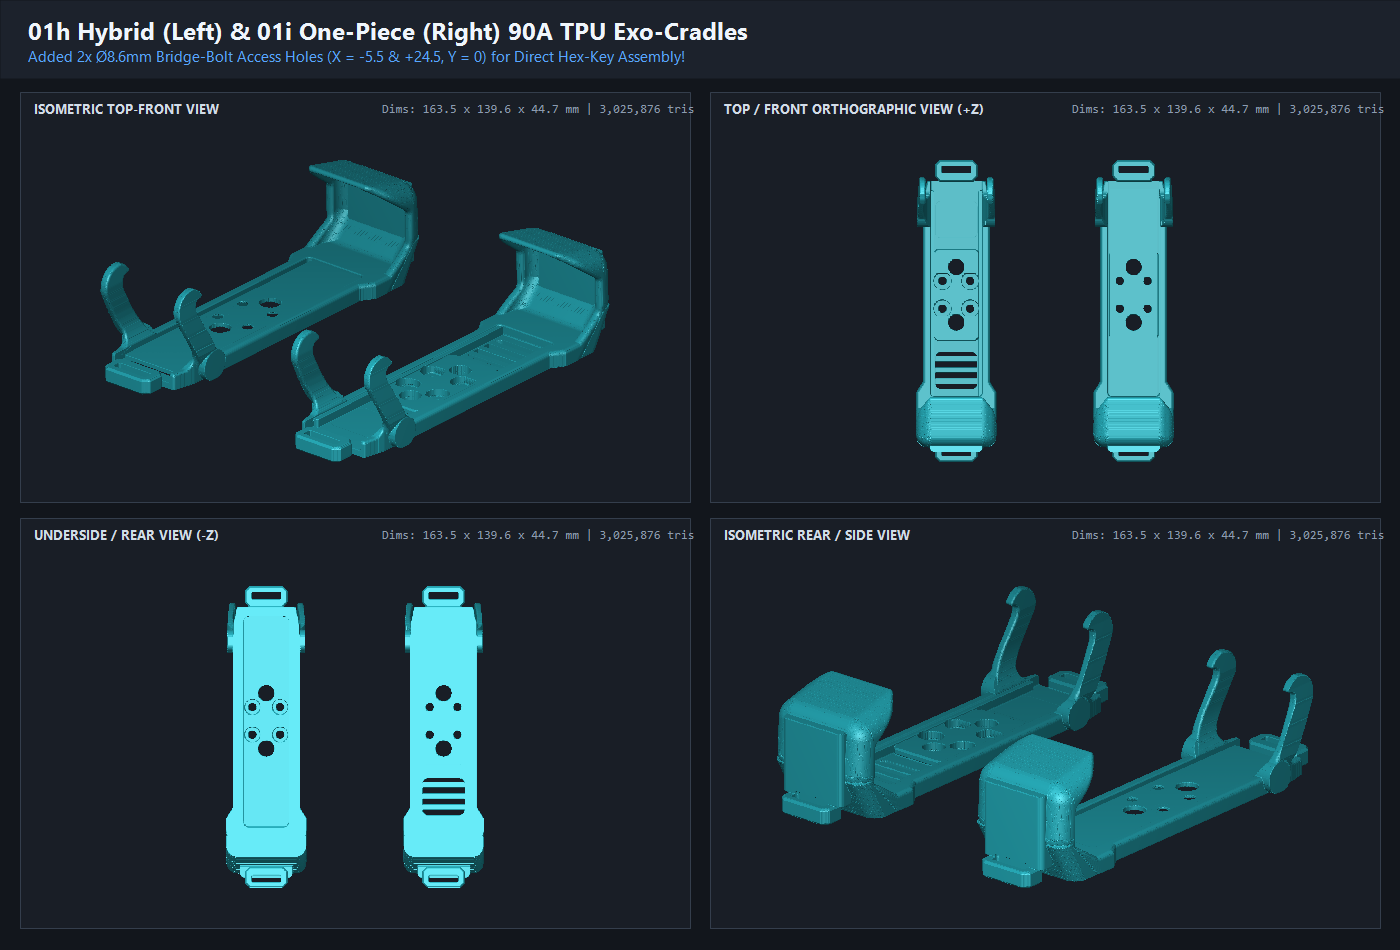 01h Hybrid (Left) & 01i One-Piece (Right) 90A TPU Exo-Cradles
Added 2x Ø8.6mm Bridge-Bolt Access Holes (X = -5.5 & +24.5, Y = 0) for Direct Hex-Key Assembly!
ISOMETRIC TOP-FRONT VIEW
Dims: 163.5 x 139.6 x 44.7 mm | 3,025,876 tris
TOP / FRONT ORTHOGRAPHIC VIEW (+Z)
Dims: 163.5 x 139.6 x 44.7 mm | 3,025,876 tris
UNDERSIDE / REAR VIEW (-Z)
Dims: 163.5 x 139.6 x 44.7 mm | 3,025,876 tris
ISOMETRIC REAR / SIDE VIEW
Dims: 163.5 x 139.6 x 44.7 mm | 3,025,876 tris